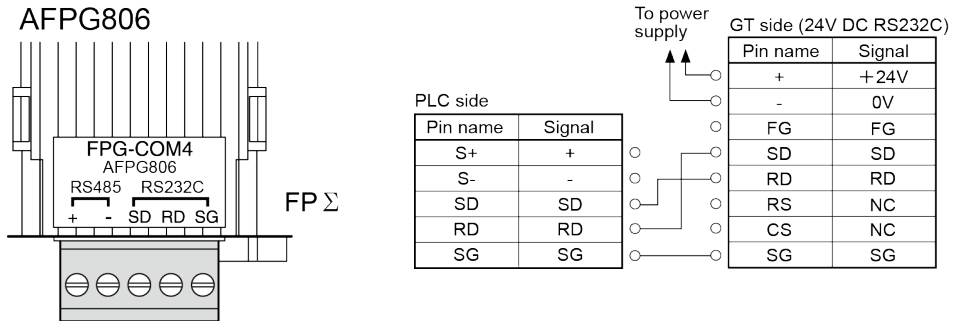 AFPG806
FPG-COM4
AFPG806
RS485 RS232C
+ - SD RD SG
FP Σ
To power
supply
PLC side
Pin name Signal
S+ +
S- -
SD SD
RD RD
SG SG
GT side (24V DC RS232C)
Pin name Signal
+ +24V
- 0V
FG FG
SD SD
RD RD
RS NC
CS NC
SG SG